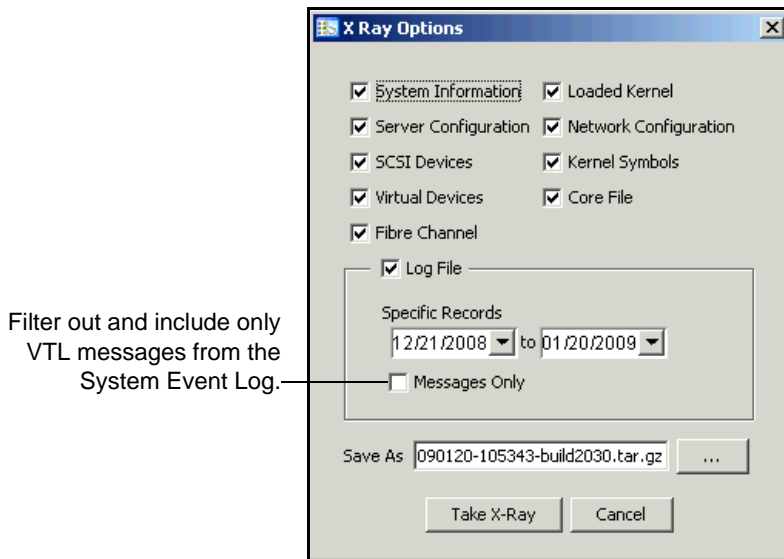 X Ray Options
System Information
Loaded Kernel
Server Configuration
Network Configuration
SCSI Devices
Kernel Symbols
Virtual Devices
Core File
Fibre Channel
Log File
Specific Records
12/21/2008 to 01/20/2009
Filter out and include only
VTL messages from the
System Event Log.
Messages Only
Save As 090120-105343-build2030.tar.gz ...
Take X-Ray Cancel